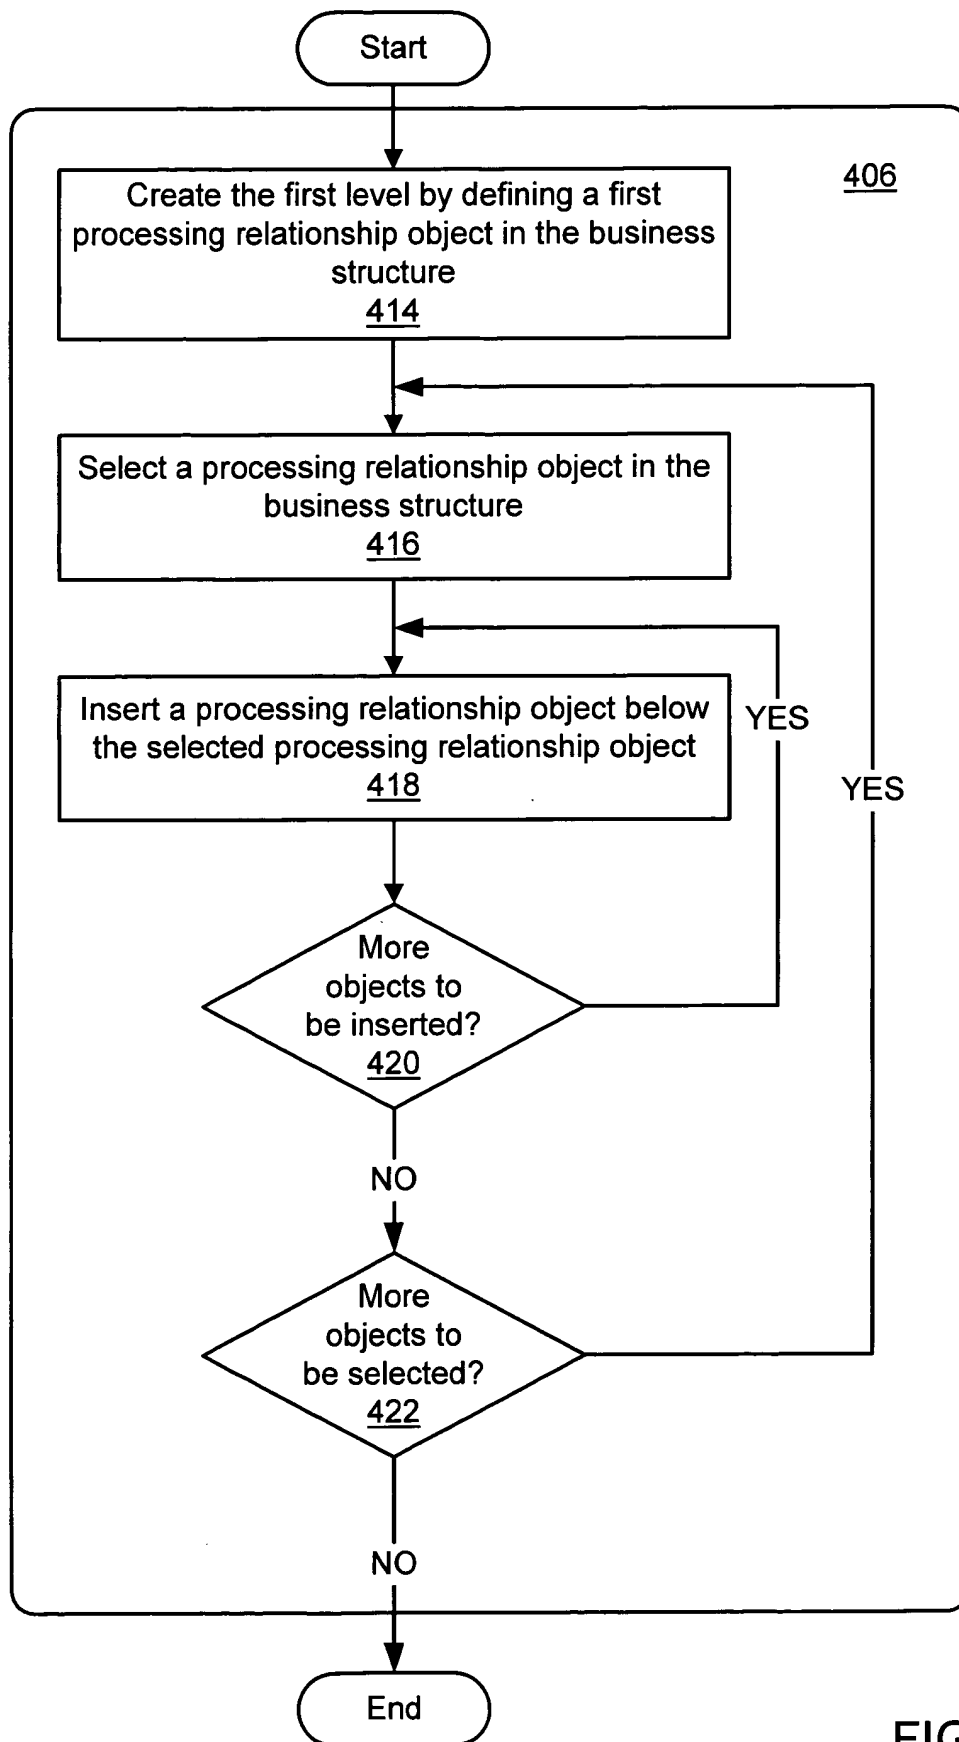 Start
406
Create the first level by defining a first
processing relationship object in the business
structure
414
Select a processing relationship object in the
business structure
416
Insert a processing relationship object below
the selected processing relationship object
418
YES
YES
More
objects to
be inserted?
420
NO
More
objects to
be selected?
422
NO
End
FIG